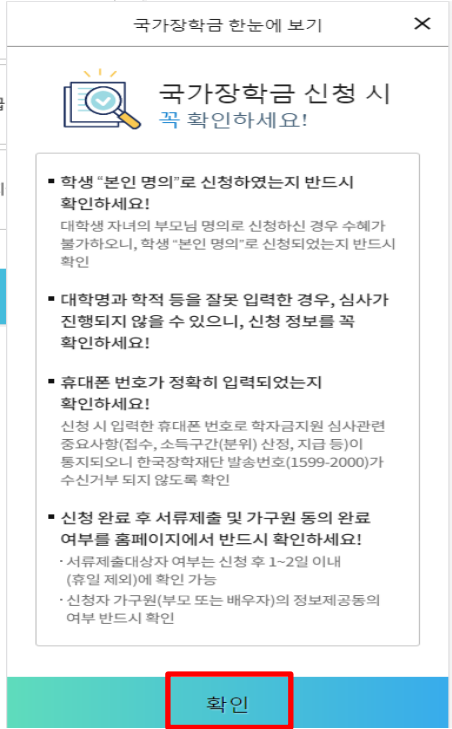 국가장학금 한눈에 보기 ×
국가장학금 신청 시
꼭 확인하세요!
▪ 학생 “본인 명의”로 신청하였는지 반드시
확인하세요!
대학생 자녀의 부모님 명의로 신청하신 경우 수혜가
불가하오니, 학생 “본인 명의”로 신청되었는지 반드시
확인
▪ 대학명과 학적 등을 잘못 입력한 경우, 심사가
진행되지 않을 수 있으니, 신청 정보를 꼭
확인하세요!
▪ 휴대폰 번호가 정확히 입력되었는지
확인하세요!
신청 시 입력한 휴대폰 번호로 학자금지원 심사관련
중요사항(접수, 소득구간(분위) 산정, 지급 등)이
통지되오니 한국장학재단 발송번호(1599-2000)가
수신거부 되지 않도록 확인
▪ 신청 완료 후 서류제출 및 가구원 동의 완료
여부를 홈페이지에서 반드시 확인하세요!
· 서류제출대상자 여부는 신청 후 1~2일 이내
(휴일 제외)에 확인 가능
· 신청자 가구원(부모 또는 배우자)의 정보제공동의
여부 반드시 확인
확인